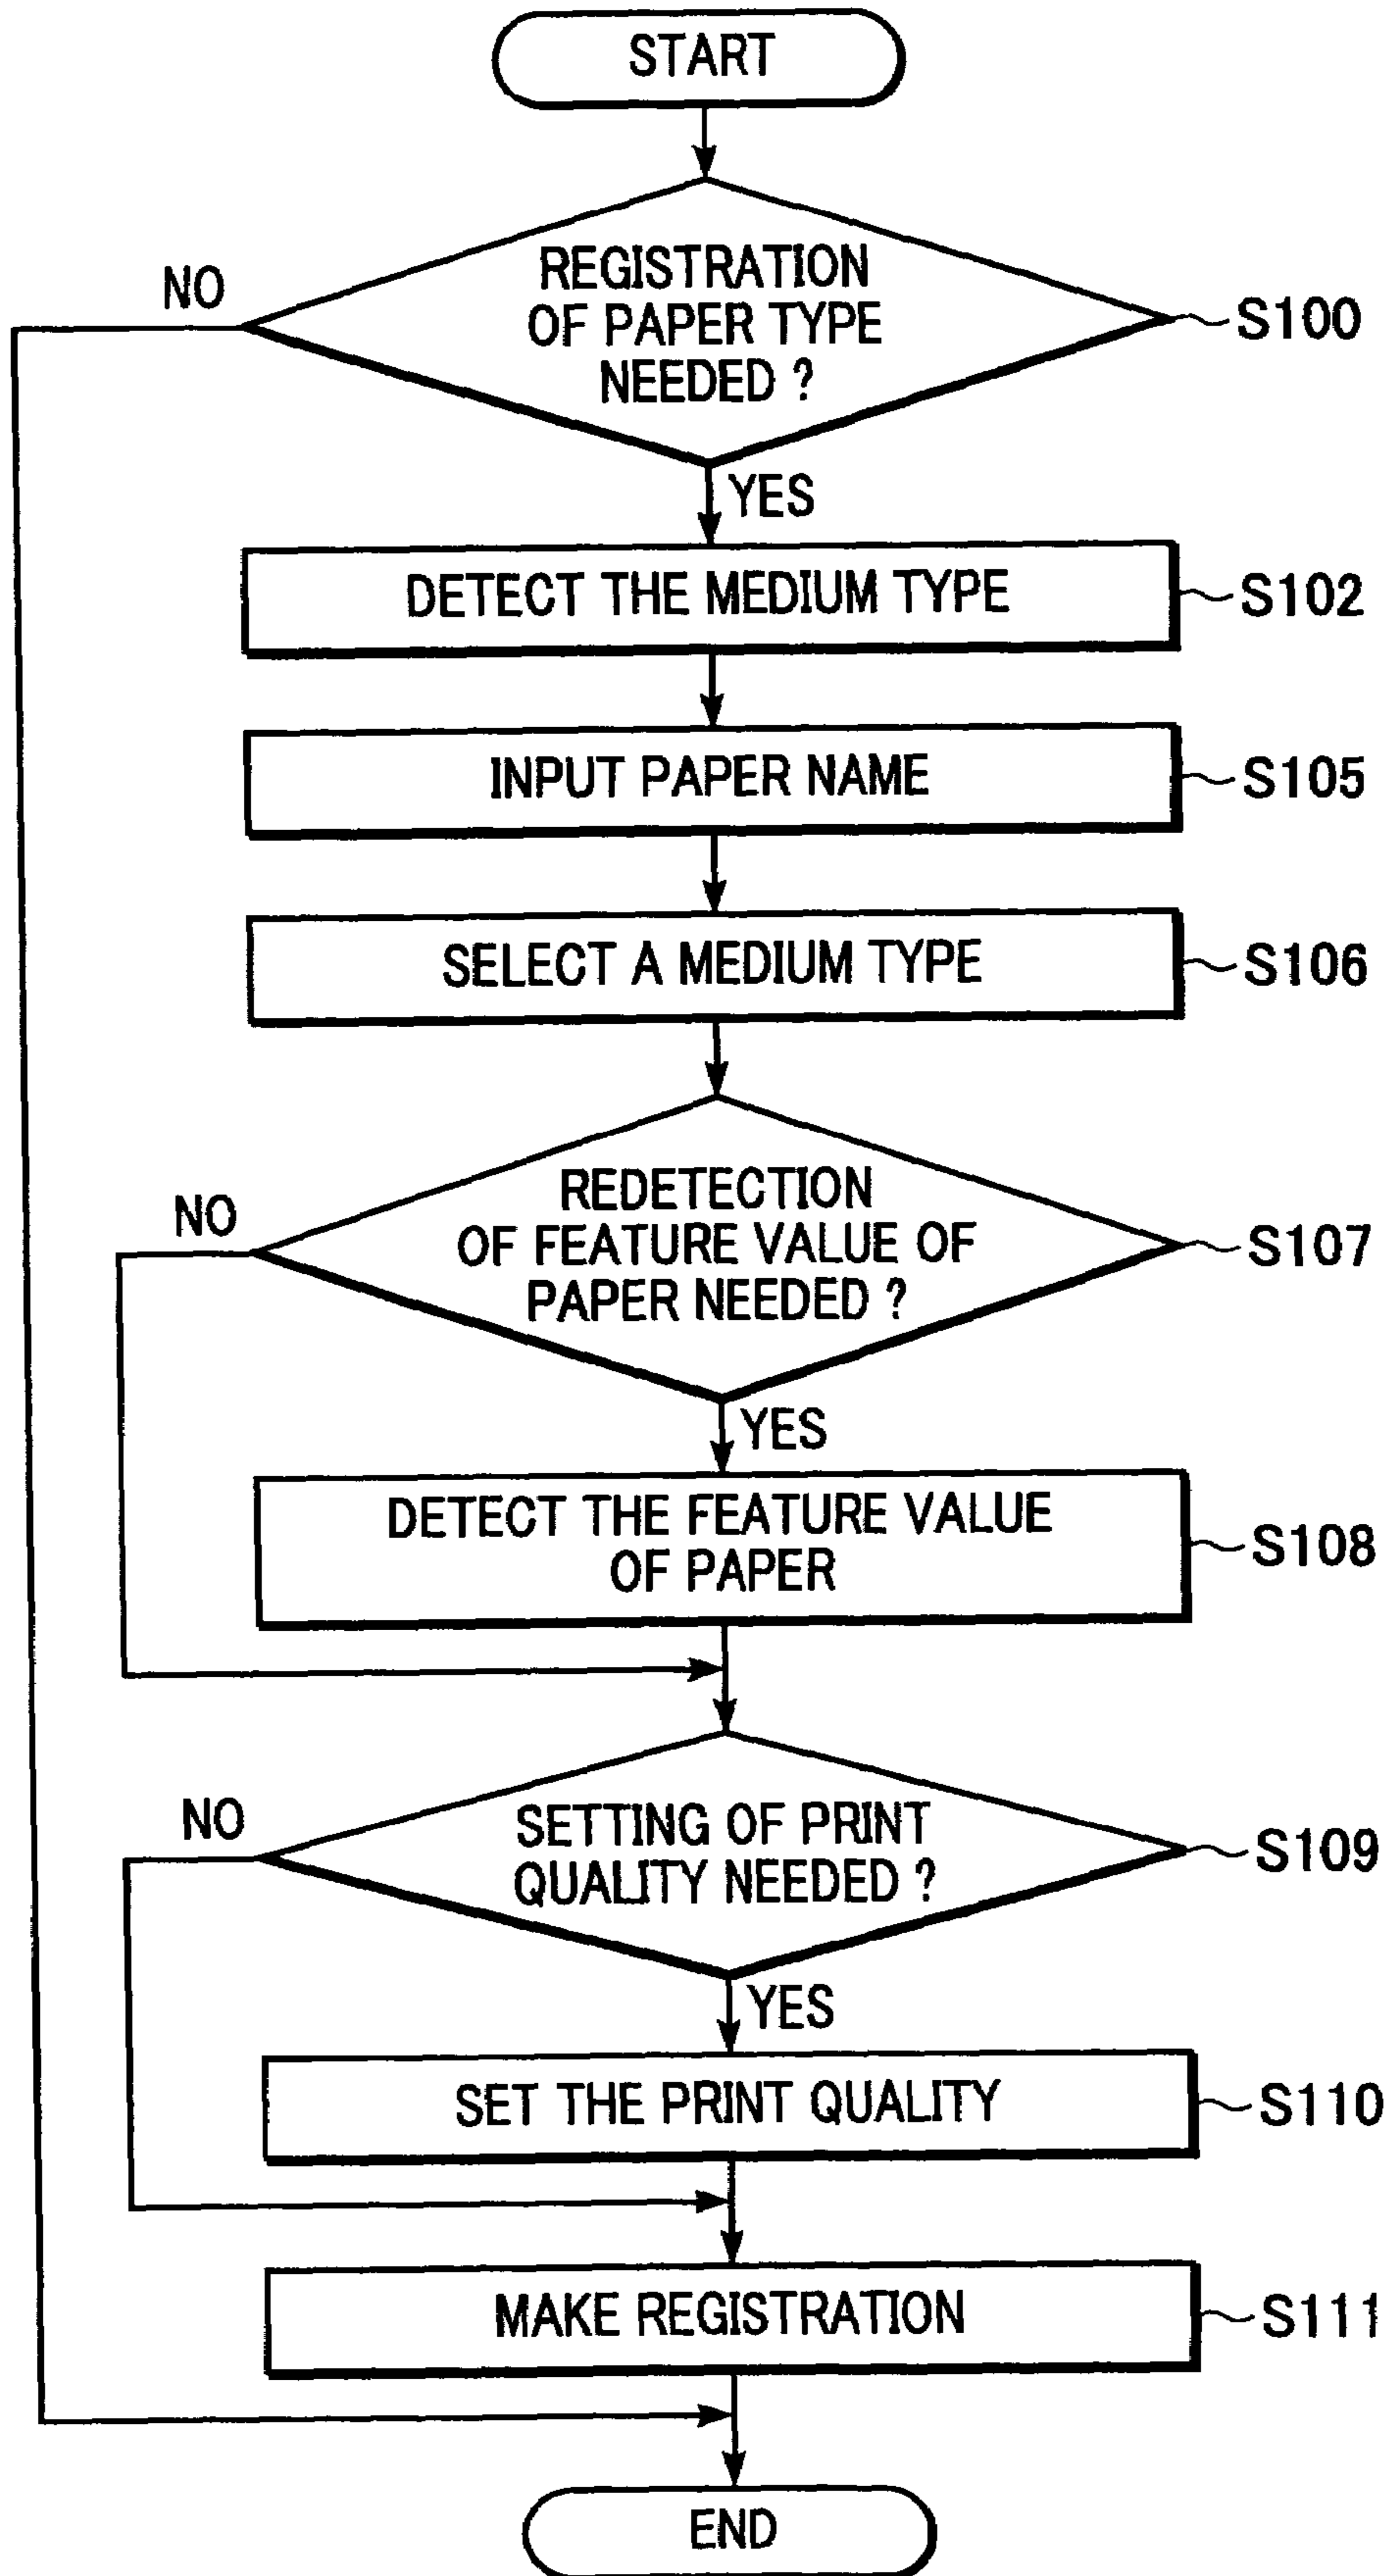 START
REGISTRATION
OF PAPER TYPE
NEEDED ?
NO
S100
YES
DETECT THE MEDIUM TYPE
S102
INPUT PAPER NAME
S105
SELECT A MEDIUM TYPE
S106
REDETECTION
OF FEATURE VALUE OF
PAPER NEEDED ?
NO
S107
YES
DETECT THE FEATURE VALUE
OF PAPER
S108
SETTING OF PRINT
QUALITY NEEDED ?
NO
S109
YES
SET THE PRINT QUALITY
S110
MAKE REGISTRATION
S111
END